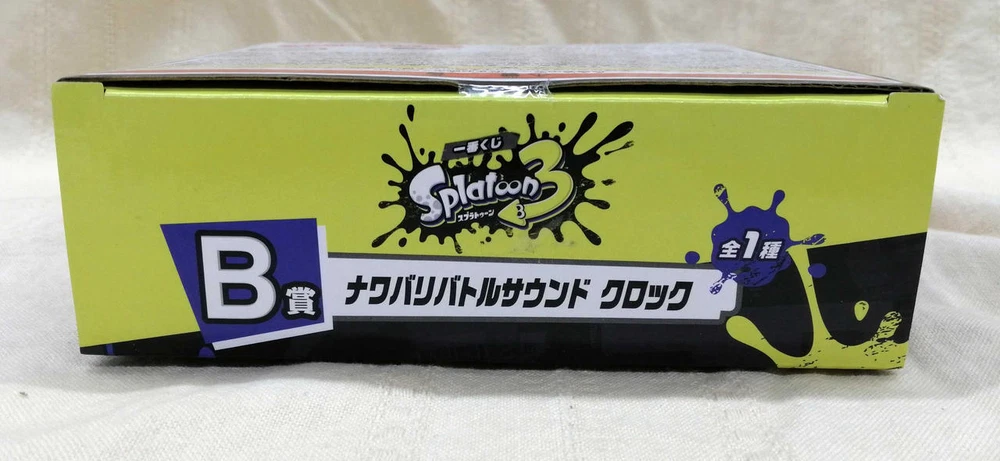 一番くじ
Splatoon 3
スプラトゥーン
B賞
ナワバリバトルサウンド クロック
全1種